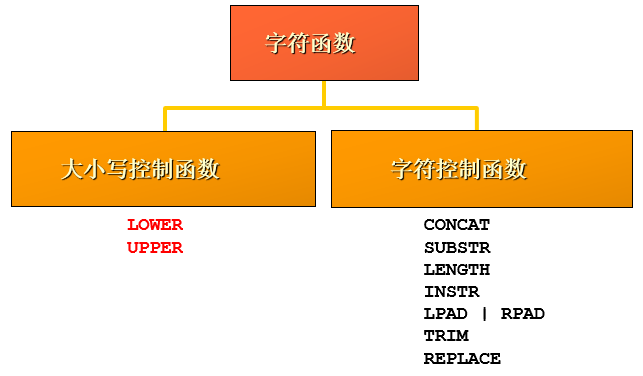 字符函数
大小写控制函数
字符控制函数
LOWER
UPPER
CONCAT
SUBSTR
LENGTH
INSTR
LPAD | RPAD
TRIM
REPLACE